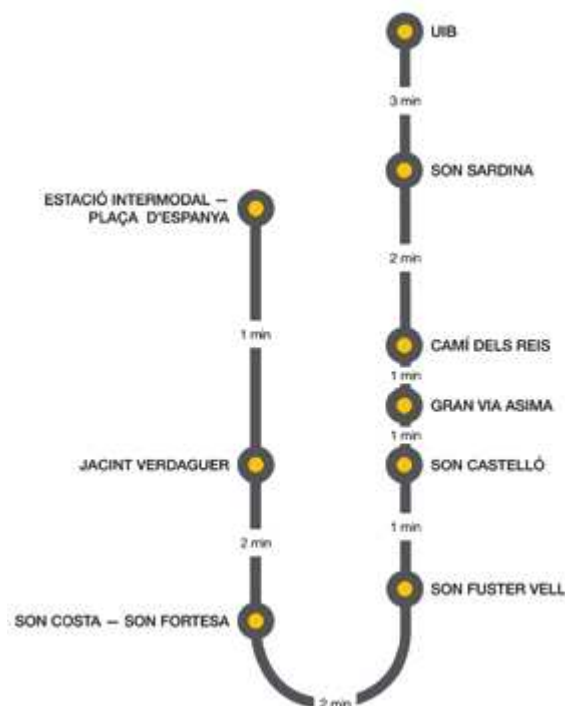 UIB
3 min
SON SARDINA
ESTACIÓ INTERMODAL —
PLAÇA D'ESPANYA
2 min
1 min
CAMÍ DELS REIS
1 min
GRAN VIA ASIMA
1 min
JACINT VERDAGUER
SON CASTELLÓ
1 min
2 min
SON FUSTER VELL
SON COSTA — SON FORTESA
2 min